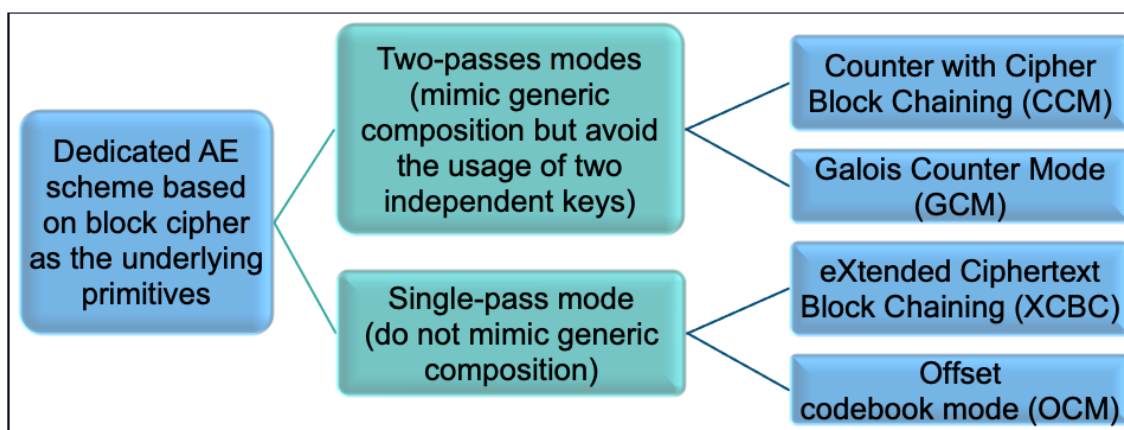 Dedicated AE
scheme based
on block cipher
as the underlying
primitives
Two-passes modes
(mimic generic
composition but avoid
the usage of two
independent keys)
Single-pass mode
(do not mimic generic
composition)
Counter with Cipher
Block Chaining (CCM)
Galois Counter Mode
(GCM)
eXtended Ciphertext
Block Chaining (XCBC)
Offset
codebook mode (OCM)